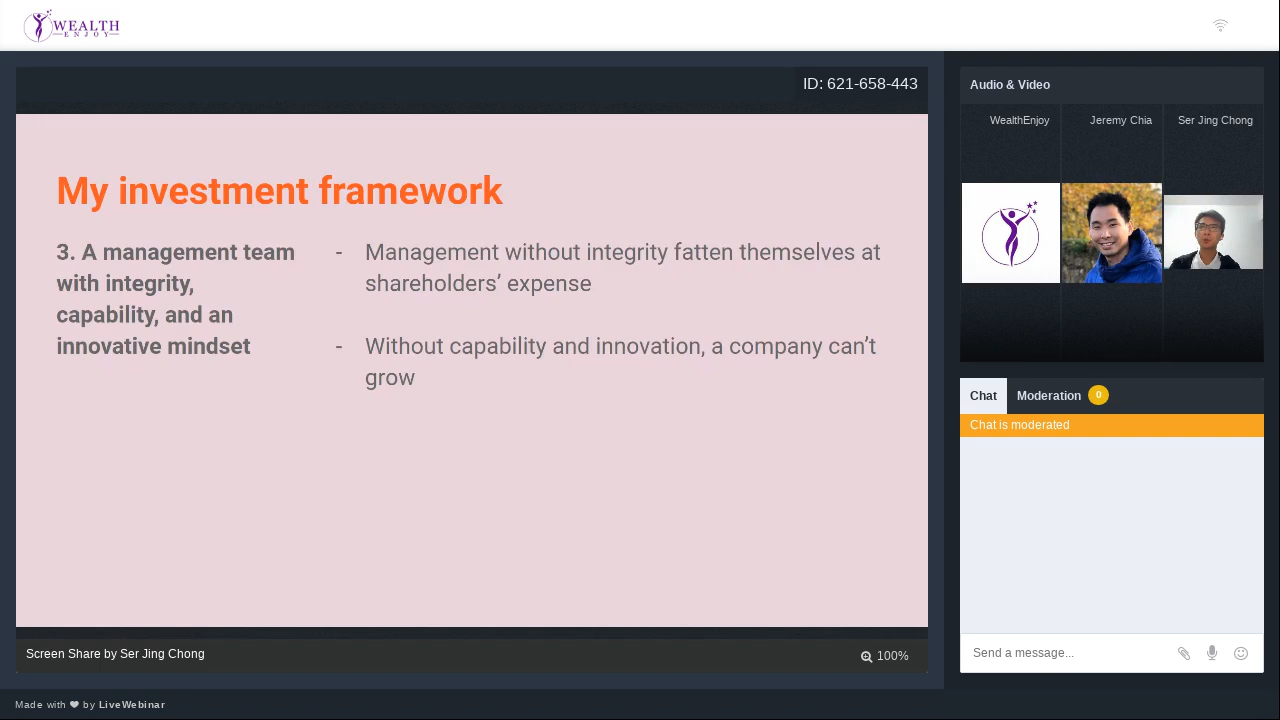 WEALTH
ENJOY
ID: 621-658-443
My investment framework
3. A management team
with integrity,
capability, and an
innovative mindset
- Management without integrity fatten themselves at
shareholders’ expense
- Without capability and innovation, a company can’t
grow
Screen Share by Ser Jing Chong
100%
Audio & Video
WealthEnjoy
Jeremy Chia
Ser Jing Chong
Chat
Moderation
0
Chat is moderated
Send a message...
Made with ❤ by LiveWebinar